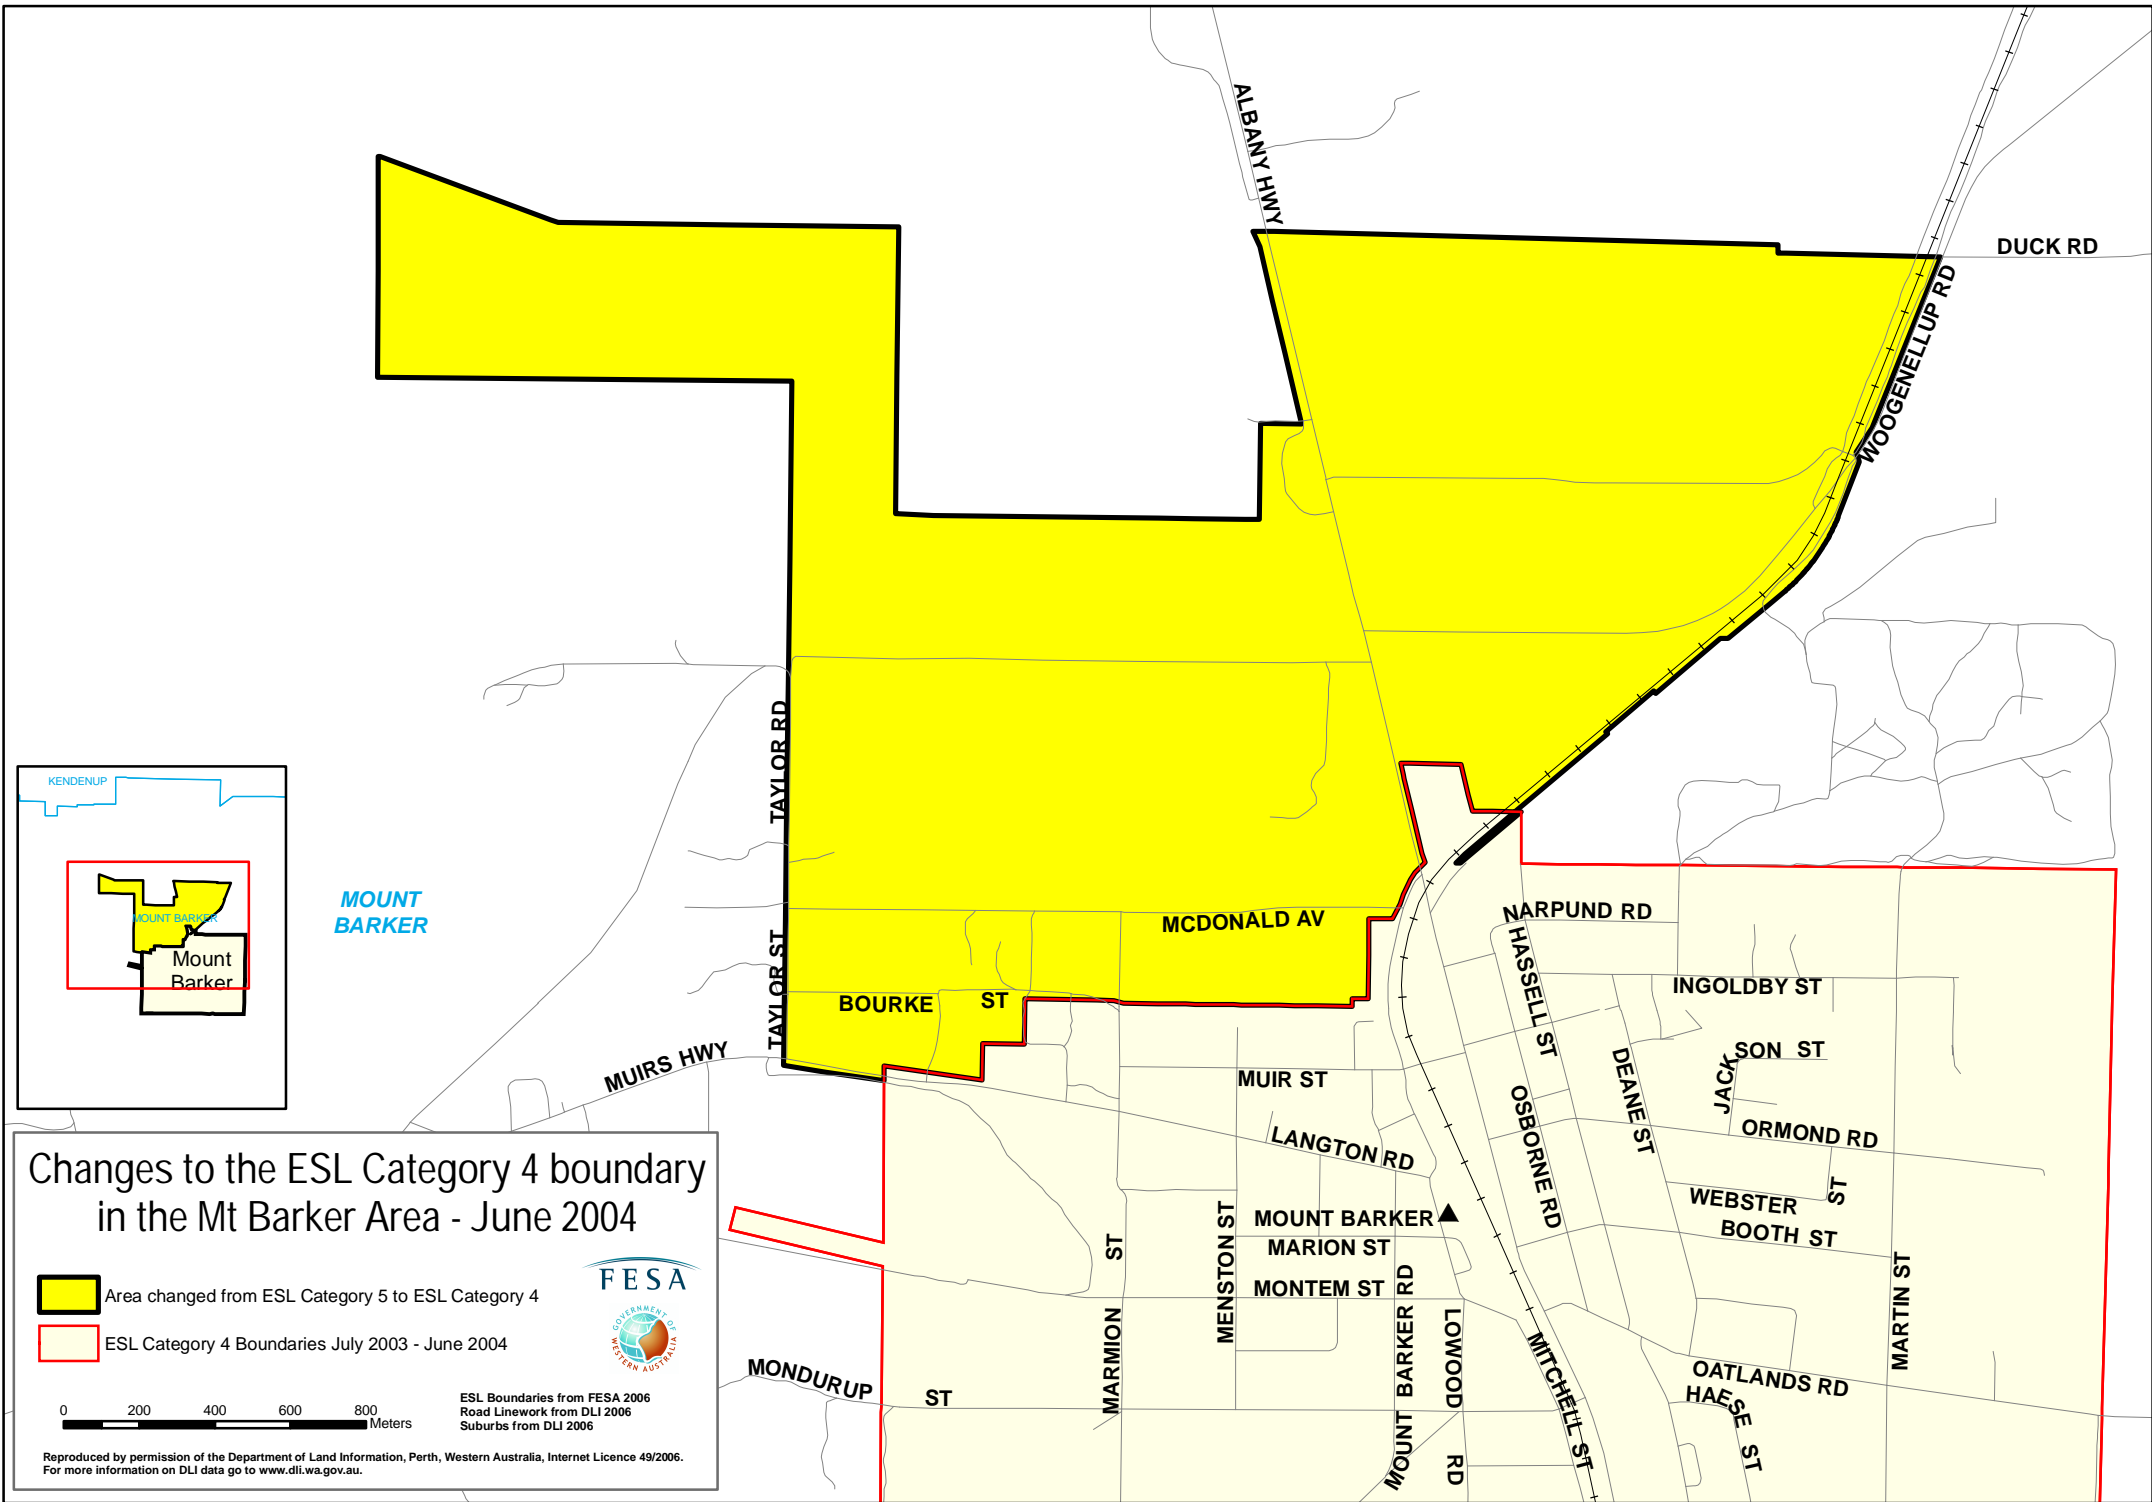 ALBANY HWY
DUCK RD
WOOGENELLUP RD
TAYLOR RD
KENDENUP
MOUNT BARKER
Mount
Barker
MOUNT
BARKER
MCDONALD AV
NARPUND RD
HASSELL ST
TAYLOR ST
BOURKE ST
INGOLDBY ST
MUIRS HWY
MUIR ST
JACKSON ST
DEANE ST
OSBORNE RD
LANGTON RD
ORMOND RD
WEBSTER ST
BOOTH ST
MOUNT BARKER
MARION ST
MONTEM ST
MENSTON ST
MARMION ST
MOUNT BARKER RD
LOWOOD RD
MITCHELL ST
MARTIN ST
OATLANDS RD
HAESE ST
MONDURUP ST
Changes to the ESL Category 4 boundary
in the Mt Barker Area - June 2004
FESA
Area changed from ESL Category 5 to ESL Category 4
GOVERNMENT OF
WESTERN AUSTRALIA
ESL Category 4 Boundaries July 2003 - June 2004
0 200 400 600 800
Meters
ESL Boundaries from FESA 2006
Road Linework from DLI 2006
Suburbs from DLI 2006
Reproduced by permission of the Department of Land Information, Perth, Western Australia, Internet Licence 49/2006.
For more information on DLI data go to www.dli.wa.gov.au.